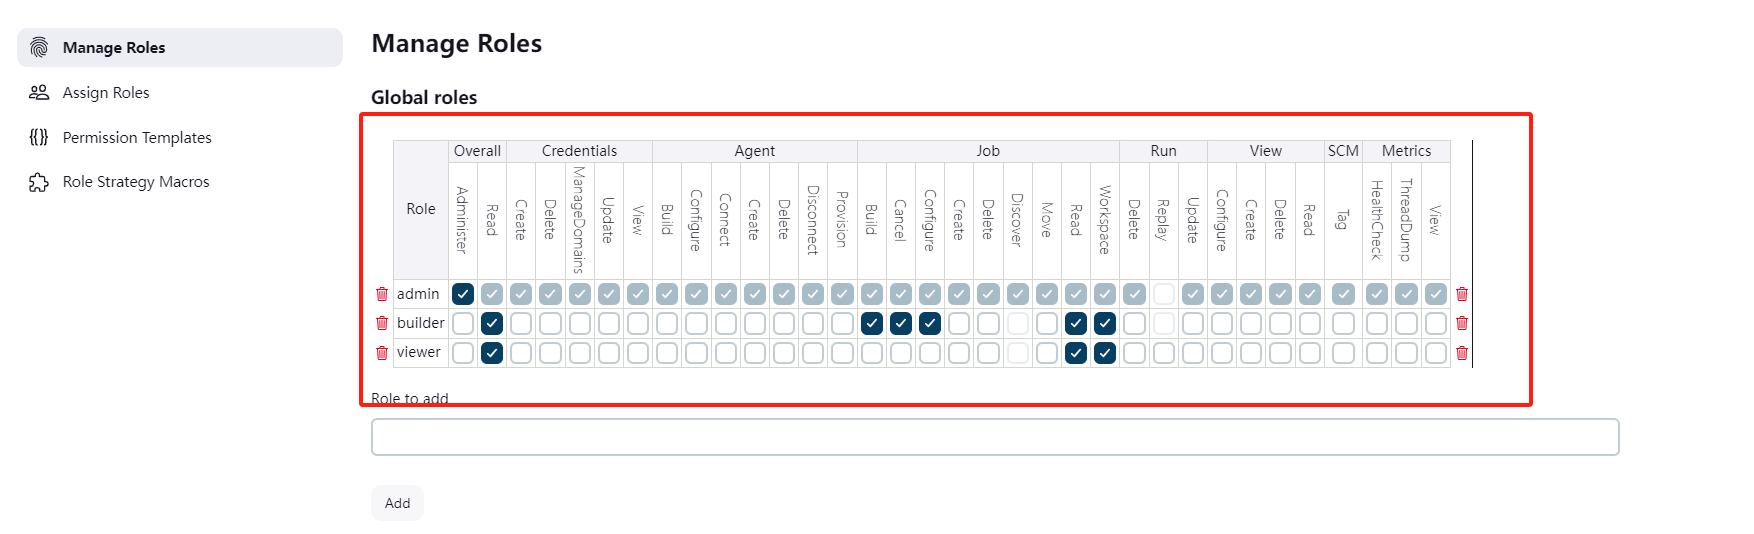 Manage Roles
Assign Roles
Permission Templates
Role Strategy Macros
Manage Roles
Global roles
Role Overall Credentials Agent Job Run View SCM Metrics
Administer Read Create Delete ManageDomains Update View Build Configure Connect Create Delete Disconnect Provision Build Cancel Configure Create Delete Discover Move Read Workspace Delete Replay Update Configure Create Delete Read Tag HealthCheck ThreadDump View
admin
builder
viewer
Role to add
Add